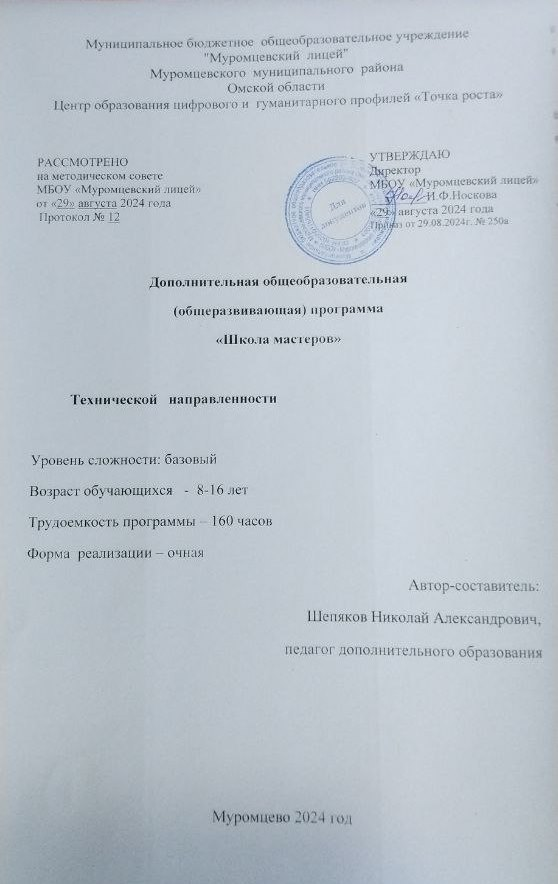 Муниципальное бюджетное общеобразовательное учреждение
"Муромцевский лицей"
Муромцевского муниципального района
Омской области
Центр образования цифрового и гуманитарного профилей «Точка роста»
РАССМОТРЕНО
на методическом совете
МБОУ «Муромцевский лицей»
от «29» августа 2024 года
Протокол № 12
УТВЕРЖДАЮ
Директор
МБОУ «Муромцевский лицей»
И.Ф.Носкова
«29» августа 2024 года
Приказ от 29.08.2024г. № 250а
Для
документов
Дополнительная общеобразовательная
(общеразвивающая) программа
«Школа мастеров»
Технической направленности
Уровень сложности: базовый
Возраст обучающихся - 8-16 лет
Трудоемкость программы – 160 часов
Форма реализации – очная
Автор-составитель:
Шепяков Николай Александрович,
педагог дополнительного образования
Муромцево 2024 год